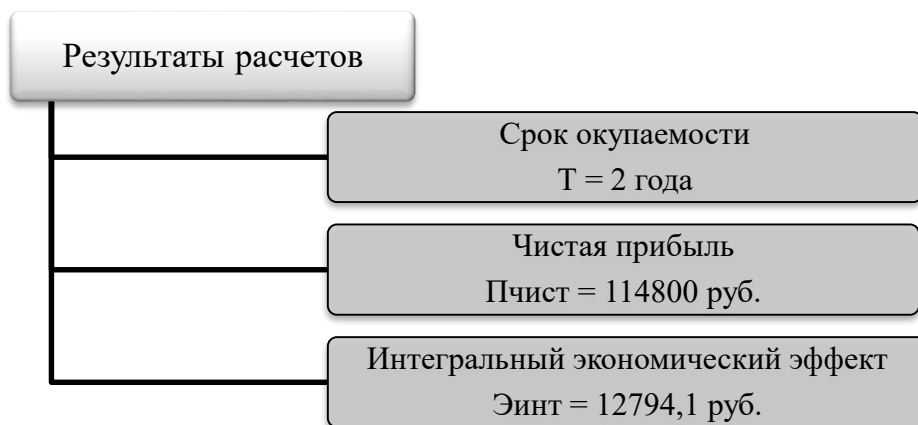 Результаты расчетов
Срок окупаемости
Т = 2 года
Чистая прибыль
Пчист = 114800 руб.
Интегральный экономический эффект
Эинт = 12794,1 руб.